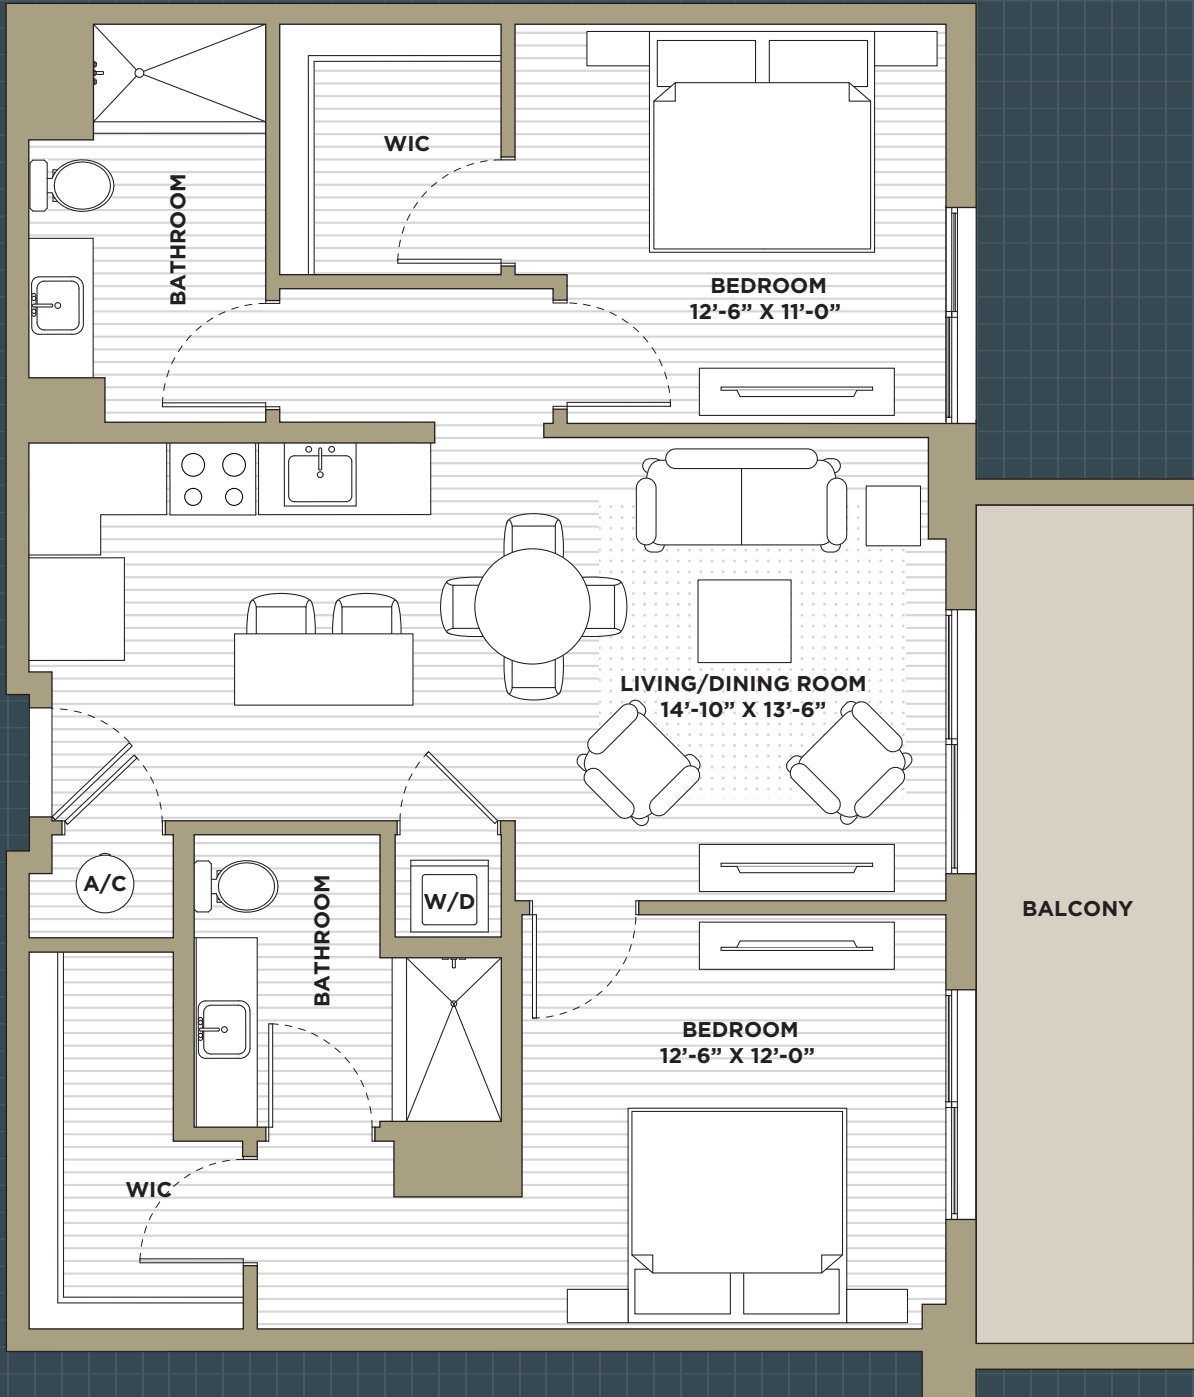 WIC
BATHROOM
BEDROOM
12’-6” X 11’-0”
LIVING/DINING ROOM
14’-10” X 13’-6”
A/C
W/D
BATHROOM
BALCONY
BEDROOM
12’-6” X 12’-0”
WIC